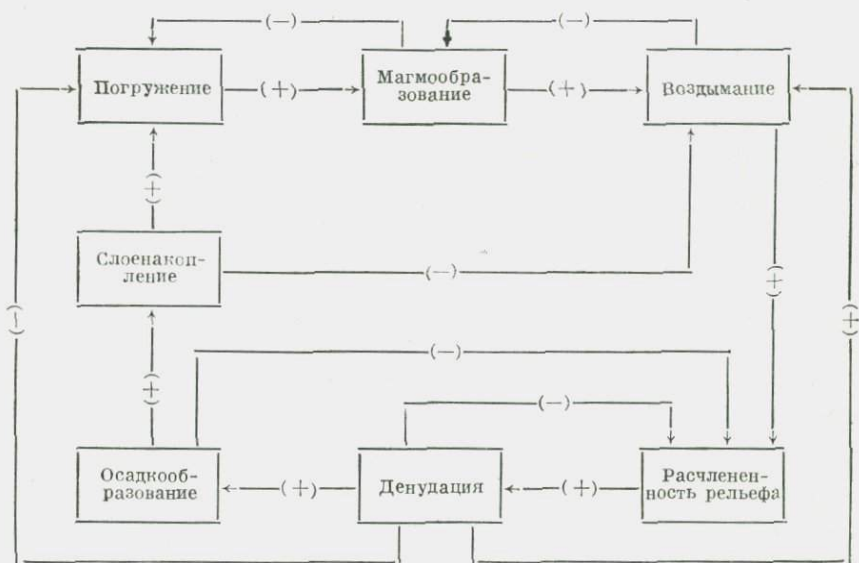 (—)
(—)
Погружение
(+)
Магмообра-
зование
(+)
Воздымание
(+)
Слоенакоп-
ление
(—)
(+)
(—)
(+)
(—)
(+)
(—)
Осадкооб-
разование
(+)
Денудация
(+)
Расчленен-
ность рельефа